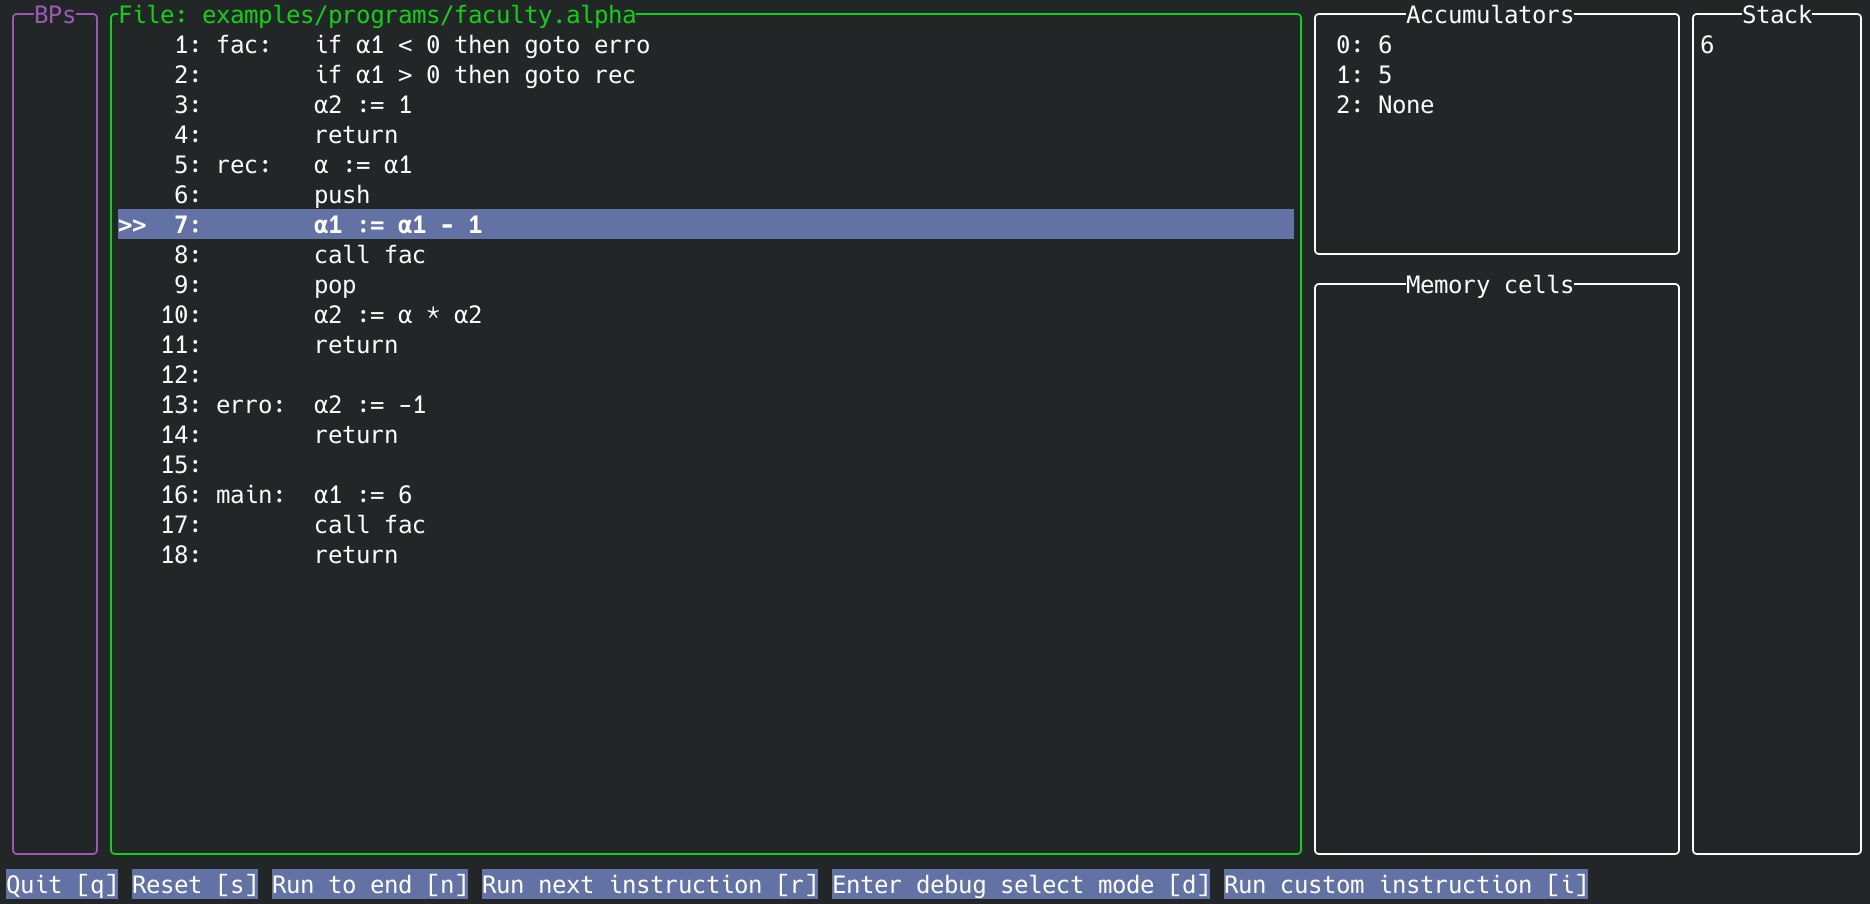 BPs
File: examples/programs/faculty.alpha
1: fac:   if α1 < 0 then goto erro
2:        if α1 > 0 then goto rec
3:        α2 := 1
4:        return
5: rec:   α := α1
6:        push
>>  7:        α1 := α1 - 1
8:        call fac
9:        pop
10:        α2 := α * α2
11:        return
12:
13: erro:  α2 := -1
14:        return
15:
16: main:  α1 := 6
17:        call fac
18:        return
Accumulators
0: 6
1: 5
2: None
Memory cells
Stack
6
Quit [q] Reset [s] Run to end [n] Run next instruction [r] Enter debug select mode [d] Run custom instruction [i]